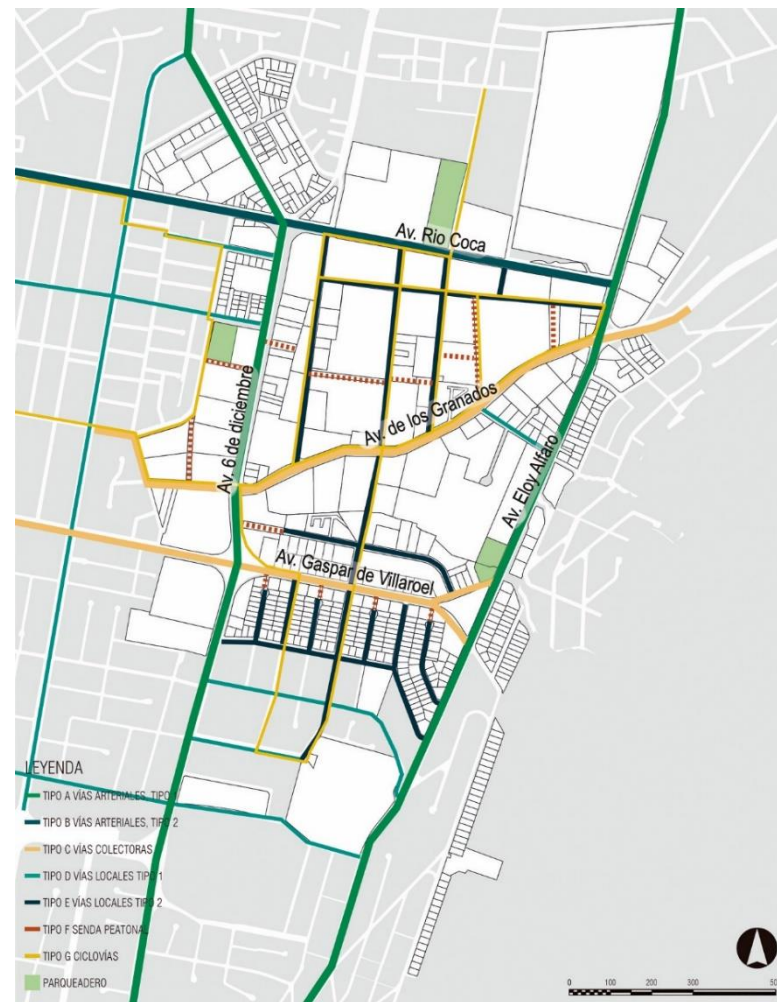 Av. Rio Coca
Av. de los Granados
Av. 6 de diciembre
Av. Eloy Alfaro
Av. Gaspar de Villaroel
LEYENDA
TIPO A VÍAS ARTERIALES, TIPO 1
TIPO B VÍAS ARTERIALES, TIPO 2
TIPO C VÍAS COLECTORAS
TIPO D VÍAS LOCALES TIPO 1
TIPO E VÍAS LOCALES TIPO 2
TIPO F SENDA PEATONAL
TIPO G CICLOVÍAS
PARQUEADERO
0 100 200 300 50